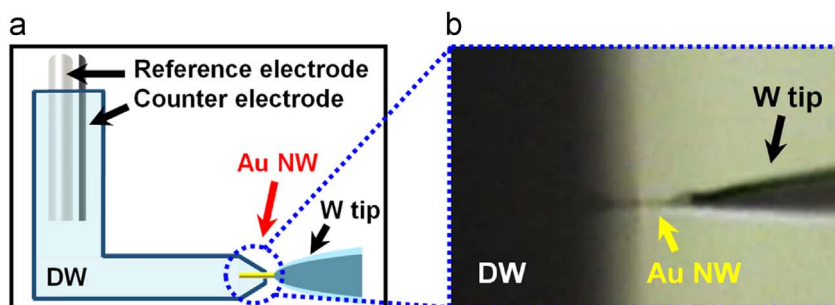 a
Reference electrode
Counter electrode
Au NW
W tip
DW
b
W tip
DW
Au NW